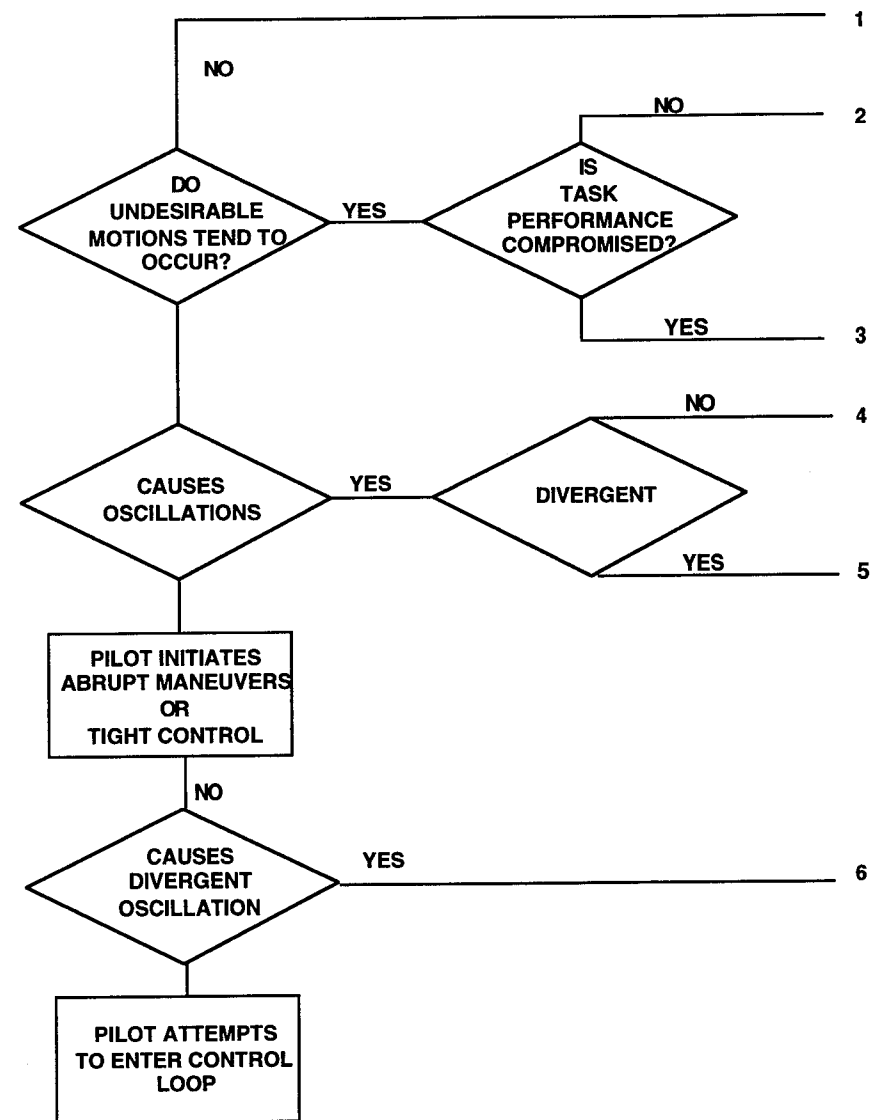 1
NO
NO
2
DO
UNDESIRABLE
MOTIONS TEND TO
OCCUR?
YES
IS
TASK
PERFORMANCE
COMPROMISED?
YES
3
NO
4
CAUSES
OSCILLATIONS
YES
DIVERGENT
YES
5
PILOT INITIATES
ABRUPT MANEUVERS
OR
TIGHT CONTROL
NO
CAUSES
DIVERGENT
OSCILLATION
YES
6
PILOT ATTEMPTS
TO ENTER CONTROL
LOOP